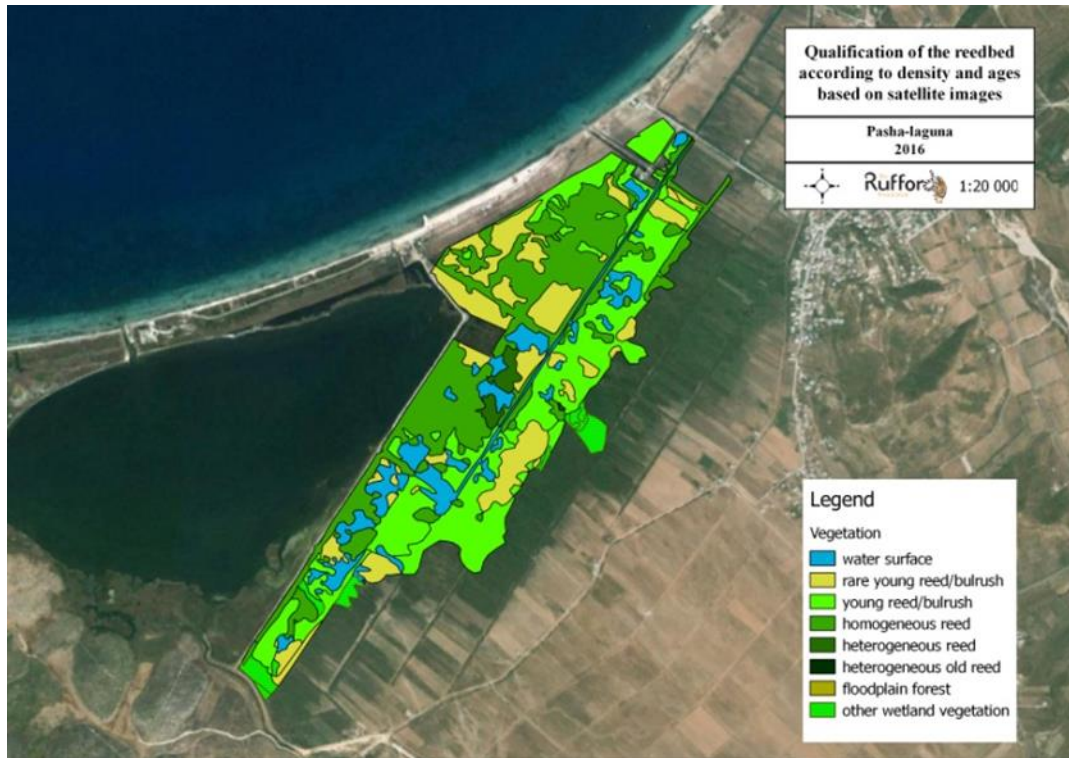 Qualification of the reedbed
according to density and ages
based on satellite images
Pasha-laguna
2016
Rufford
1:20 000
Legend
Vegetation
water surface
rare young reed/bulrush
young reed/bulrush
homogeneous reed
heterogeneous reed
heterogeneous old reed
floodplain forest
other wetland vegetation